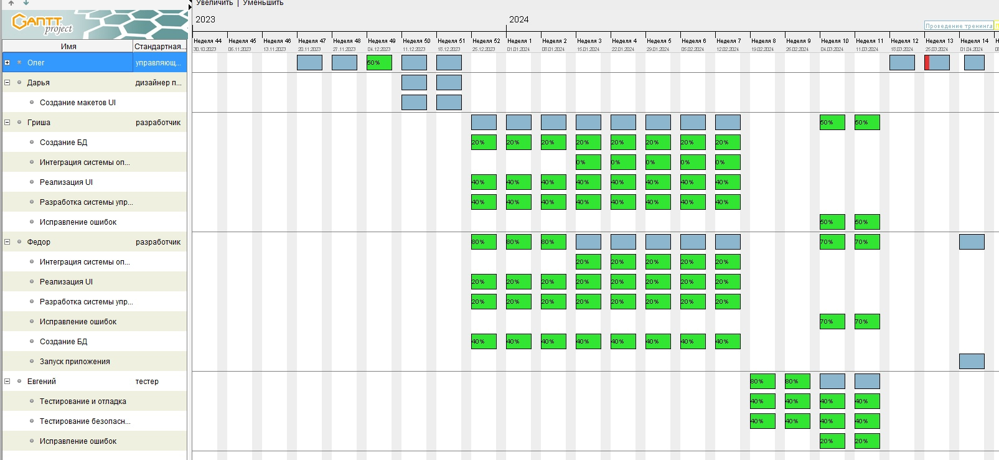 Увеличить | Уменьшить
GANTT project
2023 2024
Проведение тренинга
Имя Стандартная...
Неделя 44 Неделя 45 Неделя 46 Неделя 47 Неделя 48 Неделя 49 Неделя 50 Неделя 51 Неделя 52 Неделя 1 Неделя 2 Неделя 3 Неделя 4 Неделя 5 Неделя 6 Неделя 7 Неделя 8 Неделя 9 Неделя 10 Неделя 11 Неделя 12 Неделя 13 Неделя 14
30.10.2023 06.11.2023 13.11.2023 20.11.2023 27.11.2023 04.12.2023 11.12.2023 18.12.2023 25.12.2023 01.01.2024 08.01.2024 15.01.2024 22.01.2024 29.01.2024 05.02.2024 12.02.2024 19.02.2024 26.02.2024 04.03.2024 11.03.2024 18.03.2024 25.03.2024 01.04.2024
Олег управляющ... 50%
Дарья дизайнер п...
Создание макетов UI
Гриша разработчик 50% 50%
Создание БД 20% 20% 20% 20% 20% 20% 20% 20%
Интеграция системы оп... 0% 0% 0% 0% 0%
Реализация UI 40% 40% 40% 40% 40% 40% 40% 40%
Разработка системы упр... 40% 40% 40% 40% 40% 40% 40% 40%
Исправление ошибок 50% 50%
Федор разработчик 80% 80% 80% 70% 70%
Интеграция системы оп... 20% 20% 20% 20% 20%
Реализация UI 20% 20% 20% 20% 20% 20% 20% 20%
Разработка системы упр... 20% 20% 20% 20% 20% 20% 20% 20%
Исправление ошибок 70% 70%
Создание БД 40% 40% 40% 40% 40% 40% 40% 40%
Запуск приложения
Евгений тестер 80% 80%
Тестирование и отладка 40% 40% 40% 40%
Тестирование безопасн... 40% 40% 40% 40%
Исправление ошибок 20% 20%